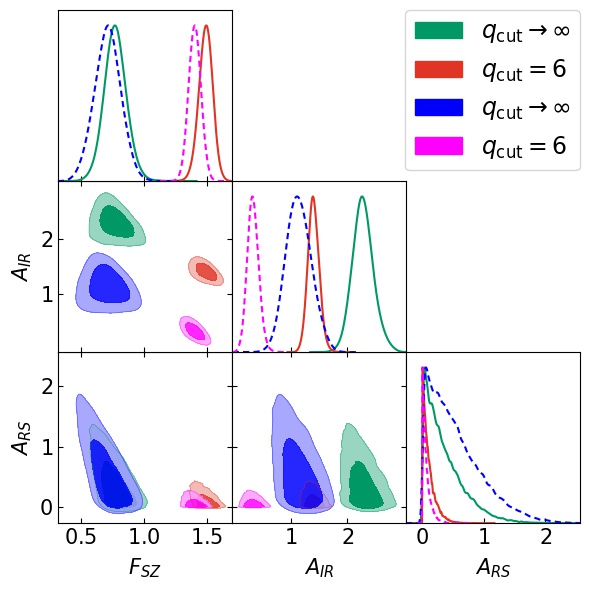 q_cut → ∞
q_cut = 6
q_cut → ∞
q_cut = 6
2
1
A_IR
2
1
0
A_RS
0.5 1.0 1.5
1 2
0 1 2
F_SZ
A_IR
A_RS